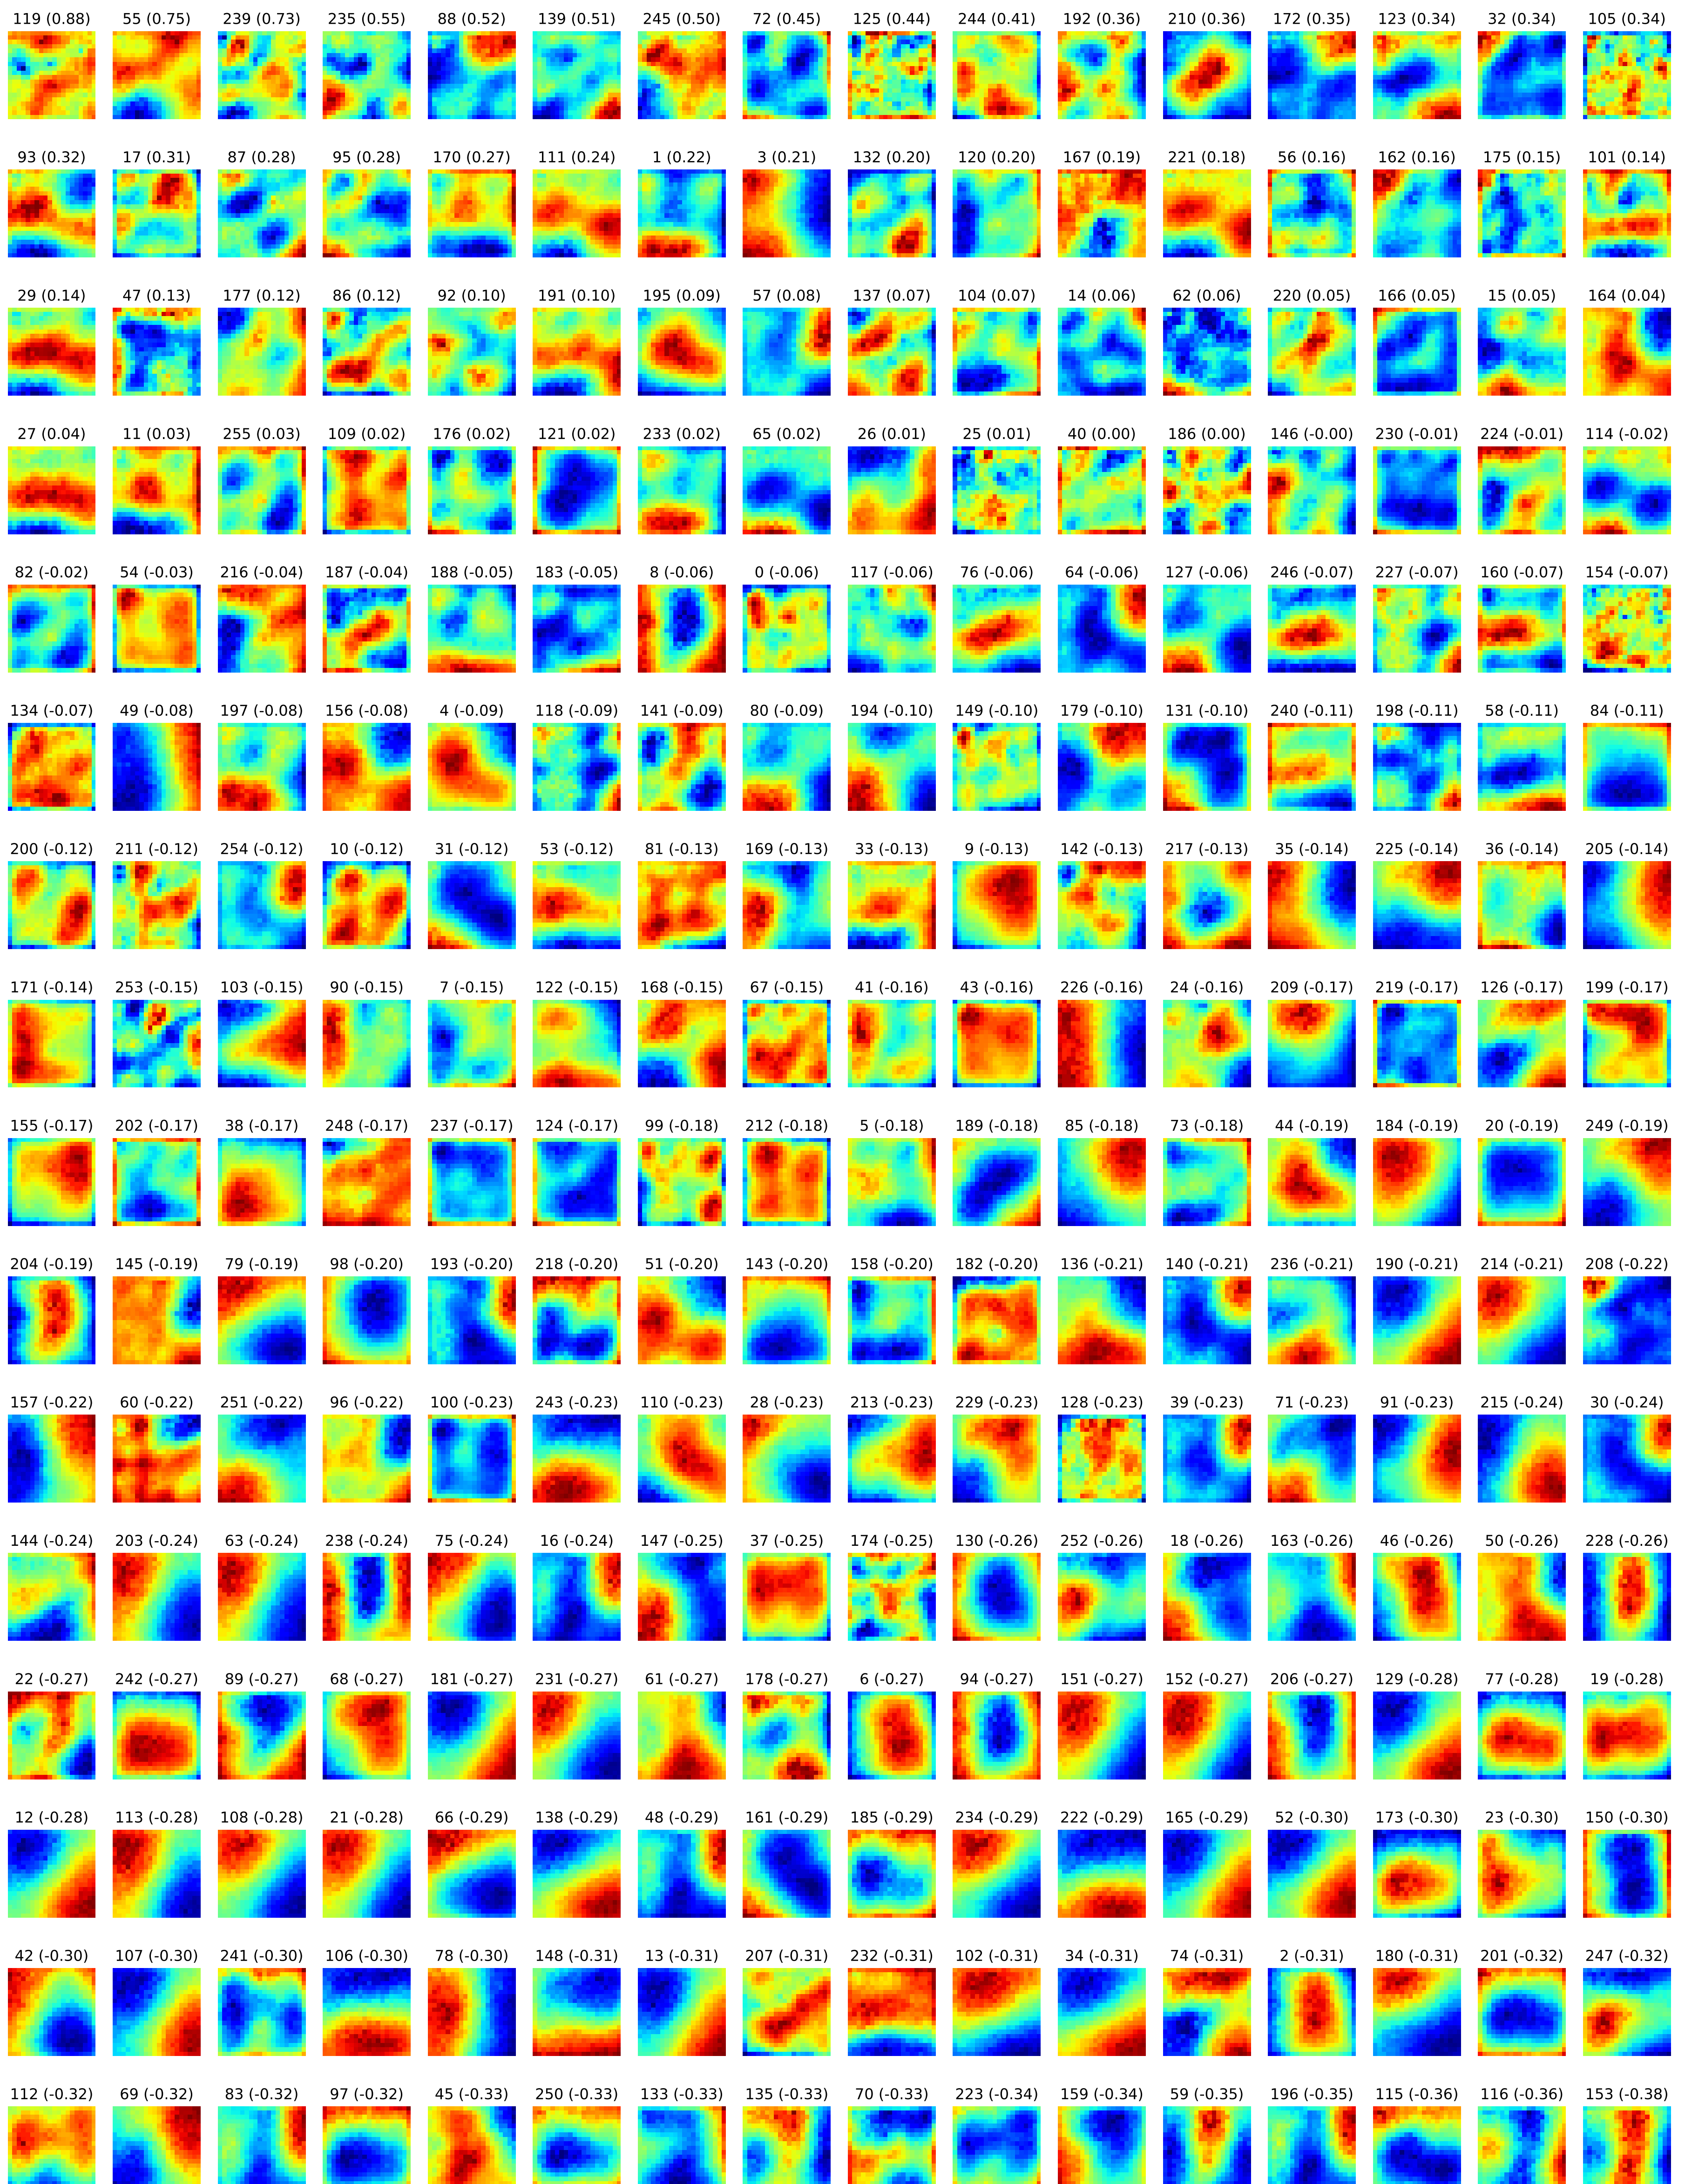 119 (0.88) 55 (0.75) 239 (0.73) 235 (0.55) 88 (0.52) 139 (0.51) 245 (0.50) 72 (0.45) 125 (0.44) 244 (0.41) 192 (0.36) 210 (0.36) 172 (0.35) 123 (0.34) 32 (0.34) 105 (0.34)
93 (0.32) 17 (0.31) 87 (0.28) 95 (0.28) 170 (0.27) 111 (0.24) 1 (0.22) 3 (0.21) 132 (0.20) 120 (0.20) 167 (0.19) 221 (0.18) 56 (0.16) 162 (0.16) 175 (0.15) 101 (0.14)
29 (0.14) 47 (0.13) 177 (0.12) 86 (0.12) 92 (0.10) 191 (0.10) 195 (0.09) 57 (0.08) 137 (0.07) 104 (0.07) 14 (0.06) 62 (0.06) 220 (0.05) 166 (0.05) 15 (0.05) 164 (0.04)
27 (0.04) 11 (0.03) 255 (0.03) 109 (0.02) 176 (0.02) 121 (0.02) 233 (0.02) 65 (0.02) 26 (0.01) 25 (0.01) 40 (0.00) 186 (0.00) 146 (-0.00) 230 (-0.01) 224 (-0.01) 114 (-0.02)
82 (-0.02) 54 (-0.03) 216 (-0.04) 187 (-0.04) 188 (-0.05) 183 (-0.05) 8 (-0.06) 0 (-0.06) 117 (-0.06) 76 (-0.06) 64 (-0.06) 127 (-0.06) 246 (-0.07) 227 (-0.07) 160 (-0.07) 154 (-0.07)
134 (-0.07) 49 (-0.08) 197 (-0.08) 156 (-0.08) 4 (-0.09) 118 (-0.09) 141 (-0.09) 80 (-0.09) 194 (-0.10) 149 (-0.10) 179 (-0.10) 131 (-0.10) 240 (-0.11) 198 (-0.11) 58 (-0.11) 84 (-0.11)
200 (-0.12) 211 (-0.12) 254 (-0.12) 10 (-0.12) 31 (-0.12) 53 (-0.12) 81 (-0.13) 169 (-0.13) 33 (-0.13) 9 (-0.13) 142 (-0.13) 217 (-0.13) 35 (-0.14) 225 (-0.14) 36 (-0.14) 205 (-0.14)
171 (-0.14) 253 (-0.15) 103 (-0.15) 90 (-0.15) 7 (-0.15) 122 (-0.15) 168 (-0.15) 67 (-0.15) 41 (-0.16) 43 (-0.16) 226 (-0.16) 24 (-0.16) 209 (-0.17) 219 (-0.17) 126 (-0.17) 199 (-0.17)
155 (-0.17) 202 (-0.17) 38 (-0.17) 248 (-0.17) 237 (-0.17) 124 (-0.17) 99 (-0.18) 212 (-0.18) 5 (-0.18) 189 (-0.18) 85 (-0.18) 73 (-0.18) 44 (-0.19) 184 (-0.19) 20 (-0.19) 249 (-0.19)
204 (-0.19) 145 (-0.19) 79 (-0.19) 98 (-0.20) 193 (-0.20) 218 (-0.20) 51 (-0.20) 143 (-0.20) 158 (-0.20) 182 (-0.20) 136 (-0.21) 140 (-0.21) 236 (-0.21) 190 (-0.21) 214 (-0.21) 208 (-0.22)
157 (-0.22) 60 (-0.22) 251 (-0.22) 96 (-0.22) 100 (-0.23) 243 (-0.23) 110 (-0.23) 28 (-0.23) 213 (-0.23) 229 (-0.23) 128 (-0.23) 39 (-0.23) 71 (-0.23) 91 (-0.23) 215 (-0.24) 30 (-0.24)
144 (-0.24) 203 (-0.24) 63 (-0.24) 238 (-0.24) 75 (-0.24) 16 (-0.24) 147 (-0.25) 37 (-0.25) 174 (-0.25) 130 (-0.26) 252 (-0.26) 18 (-0.26) 163 (-0.26) 46 (-0.26) 50 (-0.26) 228 (-0.26)
22 (-0.27) 242 (-0.27) 89 (-0.27) 68 (-0.27) 181 (-0.27) 231 (-0.27) 61 (-0.27) 178 (-0.27) 6 (-0.27) 94 (-0.27) 151 (-0.27) 152 (-0.27) 206 (-0.27) 129 (-0.28) 77 (-0.28) 19 (-0.28)
12 (-0.28) 113 (-0.28) 108 (-0.28) 21 (-0.28) 66 (-0.29) 138 (-0.29) 48 (-0.29) 161 (-0.29) 185 (-0.29) 234 (-0.29) 222 (-0.29) 165 (-0.29) 52 (-0.30) 173 (-0.30) 23 (-0.30) 150 (-0.30)
42 (-0.30) 107 (-0.30) 241 (-0.30) 106 (-0.30) 78 (-0.30) 148 (-0.31) 13 (-0.31) 207 (-0.31) 232 (-0.31) 102 (-0.31) 34 (-0.31) 74 (-0.31) 2 (-0.31) 180 (-0.31) 201 (-0.32) 247 (-0.32)
112 (-0.32) 69 (-0.32) 83 (-0.32) 97 (-0.32) 45 (-0.33) 250 (-0.33) 133 (-0.33) 135 (-0.33) 70 (-0.33) 223 (-0.34) 159 (-0.34) 59 (-0.35) 196 (-0.35) 115 (-0.36) 116 (-0.36) 153 (-0.38)